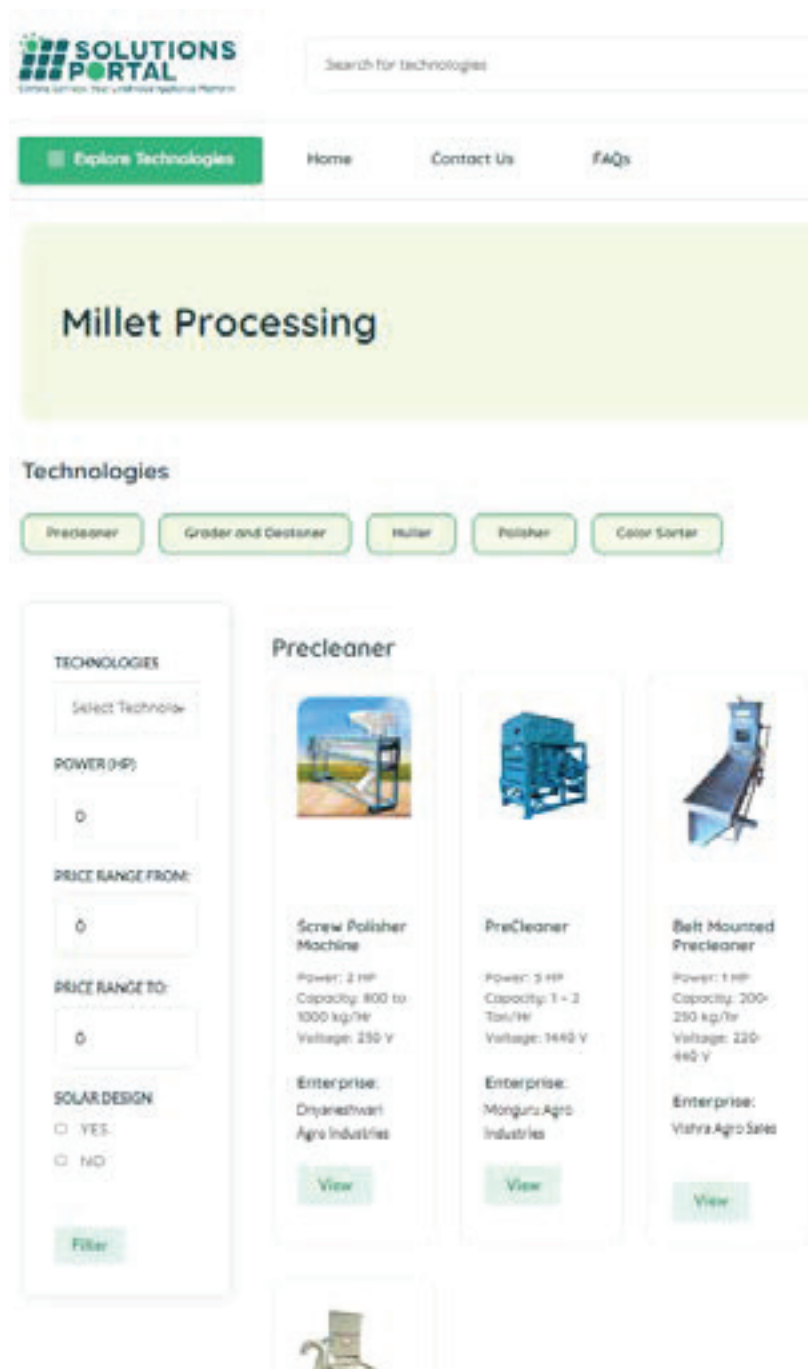 SOLUTIONS
PORTAL
Search for technologies
Explore Technologies
Home
Contact Us
FAQs
Millet Processing
Technologies
Precleaner
Grader and Destoner
Huller
Polisher
Color Sorter
TECHNOLOGIES
Select Technolo
POWER (HP)
0
PRICE RANGE FROM:
0
PRICE RANGE TO:
0
SOLAR DESIGN
YES
NO
Filter
Precleaner
Screw Polisher
Machine
Power: 2 HP
Capacity: 800 to
1000 kg/Hr
Voltage: 230 V
Enterprise:
Dnyaneshwari
Agro Industries
View
PreCleaner
Power: 5 HP
Capacity: 1 - 2
Ton/Hr
Voltage: 1440 V
Enterprise:
Agro
Industries
View
Belt Mounted
Precleaner
Power: 1 HP
Capacity: 200-
250 kg/hr
Voltage: 220-
440 V
Enterprise:
Agro Sales
View